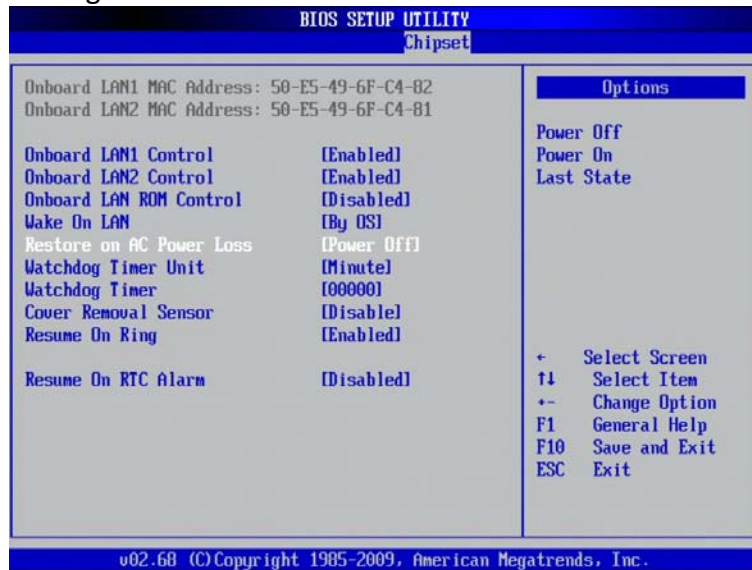 BIOS SETUP UTILITY
Chipset
Onboard LAN1 MAC Address: 50-E5-49-6F-C4-82
Onboard LAN2 MAC Address: 50-E5-49-6F-C4-81
Onboard LAN1 Control [Enabled]
Onboard LAN2 Control [Enabled]
Onboard LAN ROM Control [Disabled]
Wake On LAN [By OS]
Restore on AC Power Loss [Power Off]
Watchdog Timer Unit [Minute]
Watchdog Timer [00000]
Cover Removal Sensor [Disable]
Resume On Ring [Enabled]
Resume On RTC Alarm [Disabled]
Options
Power Off
Power On
Last State
← Select Screen
↑↓ Select Item
+- Change Option
F1 General Help
F10 Save and Exit
ESC Exit
v02.68 (C)Copyright 1985-2009, American Megatrends, Inc.